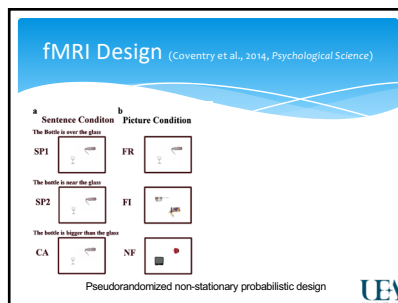 fMRI Design (Coventry et al., 2014, Psychological Science)
a b
Sentence Conditon Picture Condition
The Bottle is over the glass
SP1 FR
The bottle is near the glass
SP2 FI
The bottle is bigger than the glass
CA NF
Pseudorandomized non-stationary probabilistic design
UEA